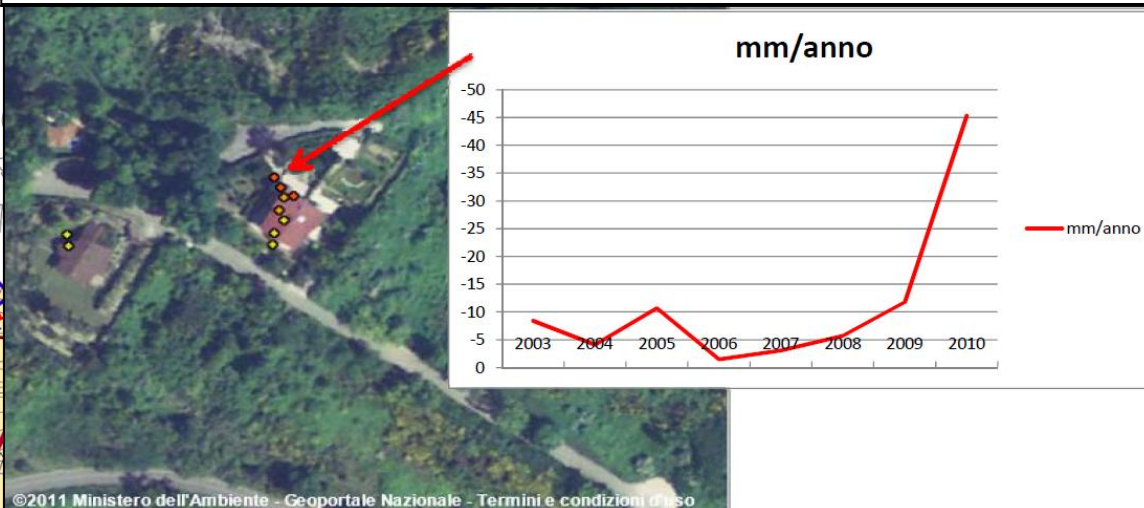 mm/anno
-50
-45
-40
-35
-30
-25
-20
-15
-10
-5
0
2003 2004 2005 2006 2007 2008 2009 2010
mm/anno
©2011 Ministero dell'Ambiente - Geoportale Nazionale - Termini e condizioni d'uso